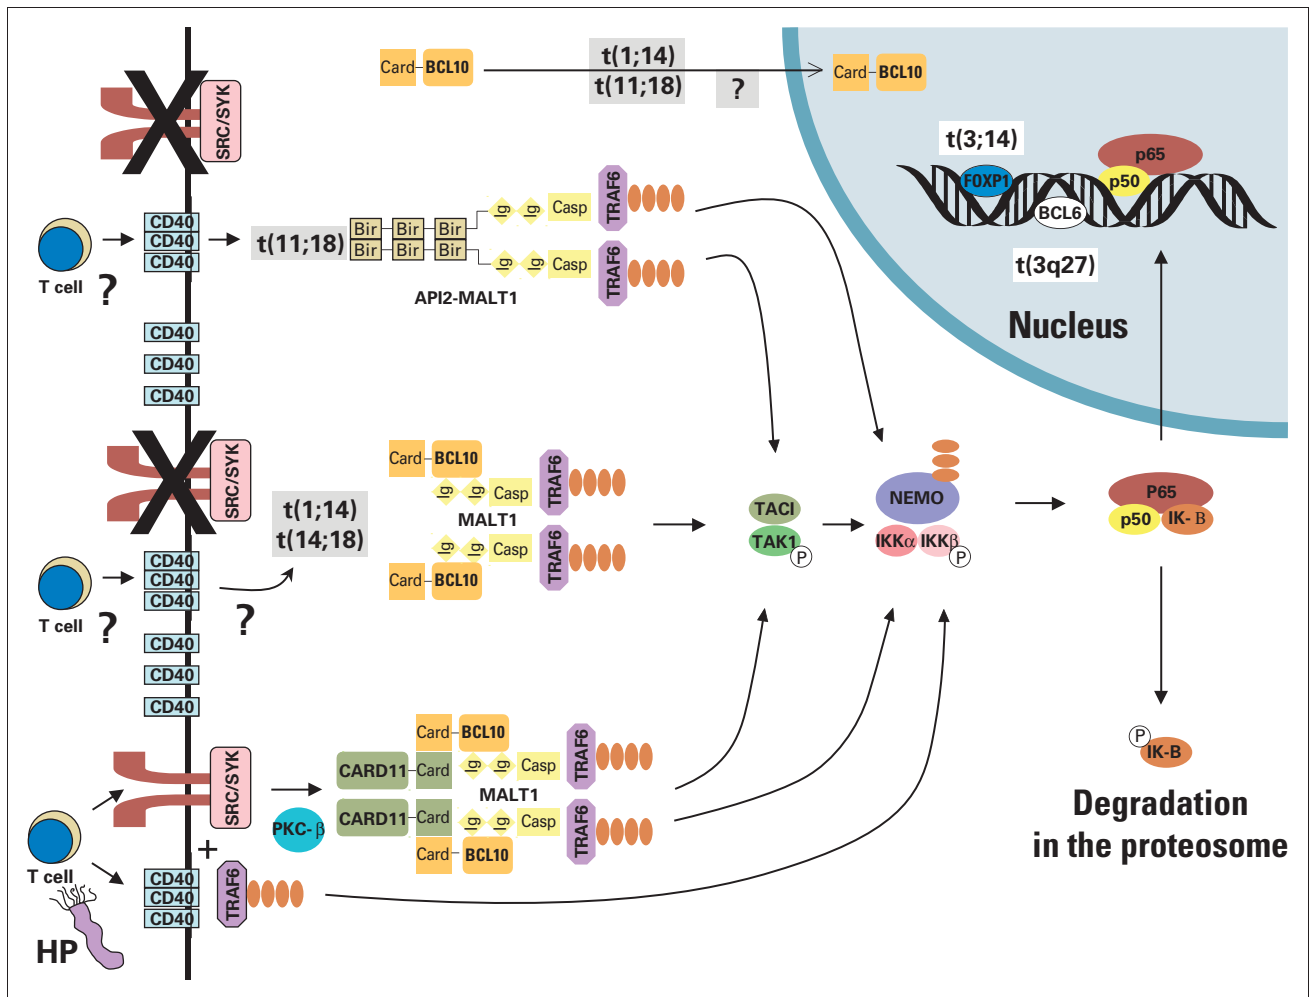 Card BCL10
t(1;14)
t(11;18)
?
Card BCL10
SRC/SYK
t(3;14)
p65
FOXP1
p50
BCL6
t(3q27)
Nucleus
T cell
?
CD40
CD40
CD40
t(11;18)
Bir Bir Bir
Bir Bir Bir
Ig Ig Casp TRAF6
Ig Ig Casp TRAF6
API2-MALT1
CD40
CD40
CD40
SRC/SYK
t(1;14)
t(14;18)
Card BCL10
Ig Ig Casp TRAF6
MALT1
Ig Ig Casp TRAF6
Card BCL10
TACI
TAK1
P
NEMO
IKKα IKKβ
P
P65
p50 IK-B
T cell
?
CD40
CD40
CD40
?
CD40
CD40
CD40
SRC/SYK
Card BCL10
CARD11 Card Ig Ig Casp TRAF6
MALT1
CARD11 Card Ig Ig Casp TRAF6
Card BCL10
PKC-β
P
IK-B
Degradation
in the proteosome
T cell
+
CD40
CD40
CD40
TRAF6
HP